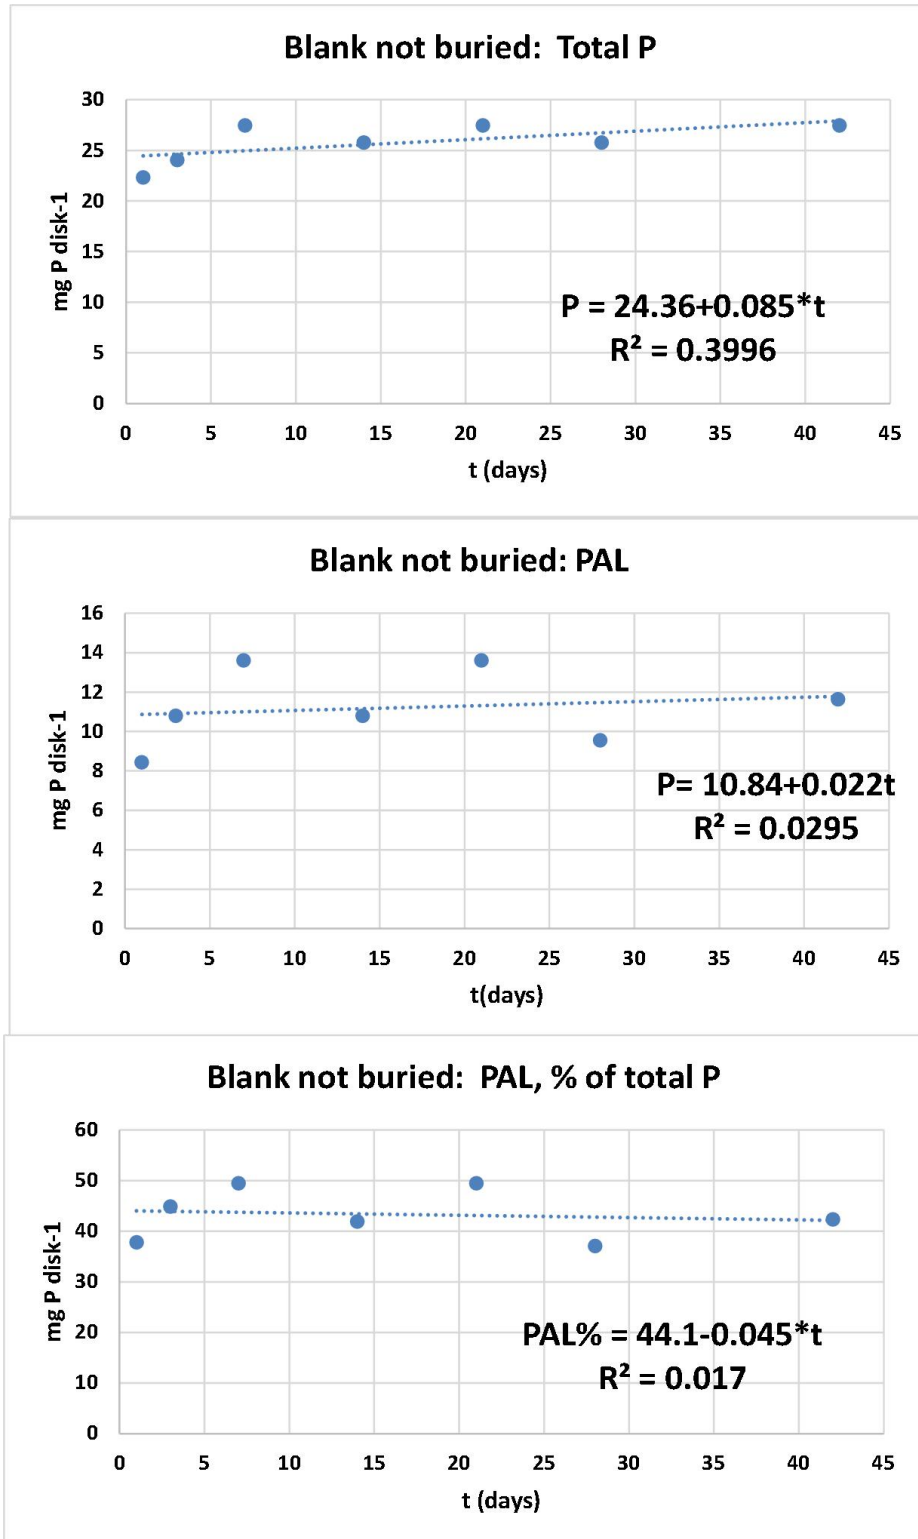 Blank not buried: Total P
30
25
20
15
10
5
0
mg P disk-1
P = 24.36+0.085*t
R² = 0.3996
0 5 10 15 20 25 30 35 40 45
t (days)
Blank not buried: PAL
16
14
12
10
8
6
4
2
0
mg P disk-1
P= 10.84+0.022t
R² = 0.0295
0 5 10 15 20 25 30 35 40 45
t(days)
Blank not buried: PAL, % of total P
60
50
40
30
20
10
0
mg P disk-1
PAL% = 44.1-0.045*t
R² = 0.017
0 5 10 15 20 25 30 35 40 45
t (days)